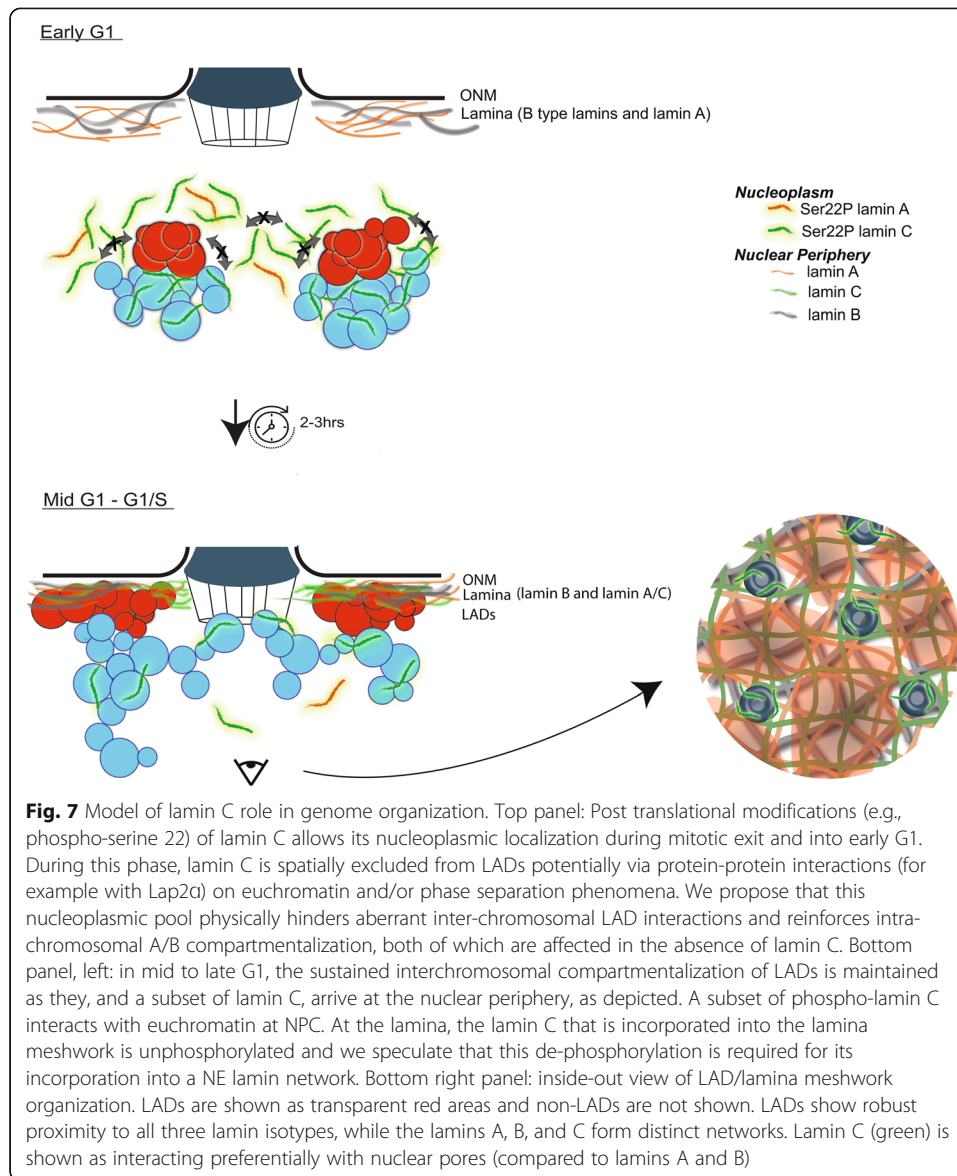 Early G1
ONM
Lamina (B type lamins and lamin A)
Nucleoplasm
Ser22P lamin A
Ser22P lamin C
Nuclear Periphery
lamin A
lamin C
lamin B
X
X
X
X
X
2-3hrs
Mid G1 - G1/S
ONM
Lamina (lamin B and lamin A/C)
LADs
Fig. 7 Model of lamin C role in genome organization. Top panel: Post translational modifications (e.g.,
phospho-serine 22) of lamin C allows its nucleoplasmic localization during mitotic exit and into early G1.
During this phase, lamin C is spatially excluded from LADs potentially via protein-protein interactions (for
example with Lap2α) on euchromatin and/or phase separation phenomena. We propose that this
nucleoplasmic pool physically hinders aberrant inter-chromosomal LAD interactions and reinforces intra-
chromosomal A/B compartmentalization, both of which are affected in the absence of lamin C. Bottom
panel, left: in mid to late G1, the sustained interchromosomal compartmentalization of LADs is maintained
as they, and a subset of lamin C, arrive at the nuclear periphery, as depicted. A subset of phospho-lamin C
interacts with euchromatin at NPC. At the lamina, the lamin C that is incorporated into the lamina
meshwork is unphosphorylated and we speculate that this de-phosphorylation is required for its
incorporation into a NE lamin network. Bottom right panel: inside-out view of LAD/lamina meshwork
organization. LADs are shown as transparent red areas and non-LADs are not shown. LADs show robust
proximity to all three lamin isotypes, while the lamins A, B, and C form distinct networks. Lamin C (green) is
shown as interacting preferentially with nuclear pores (compared to lamins A and B)